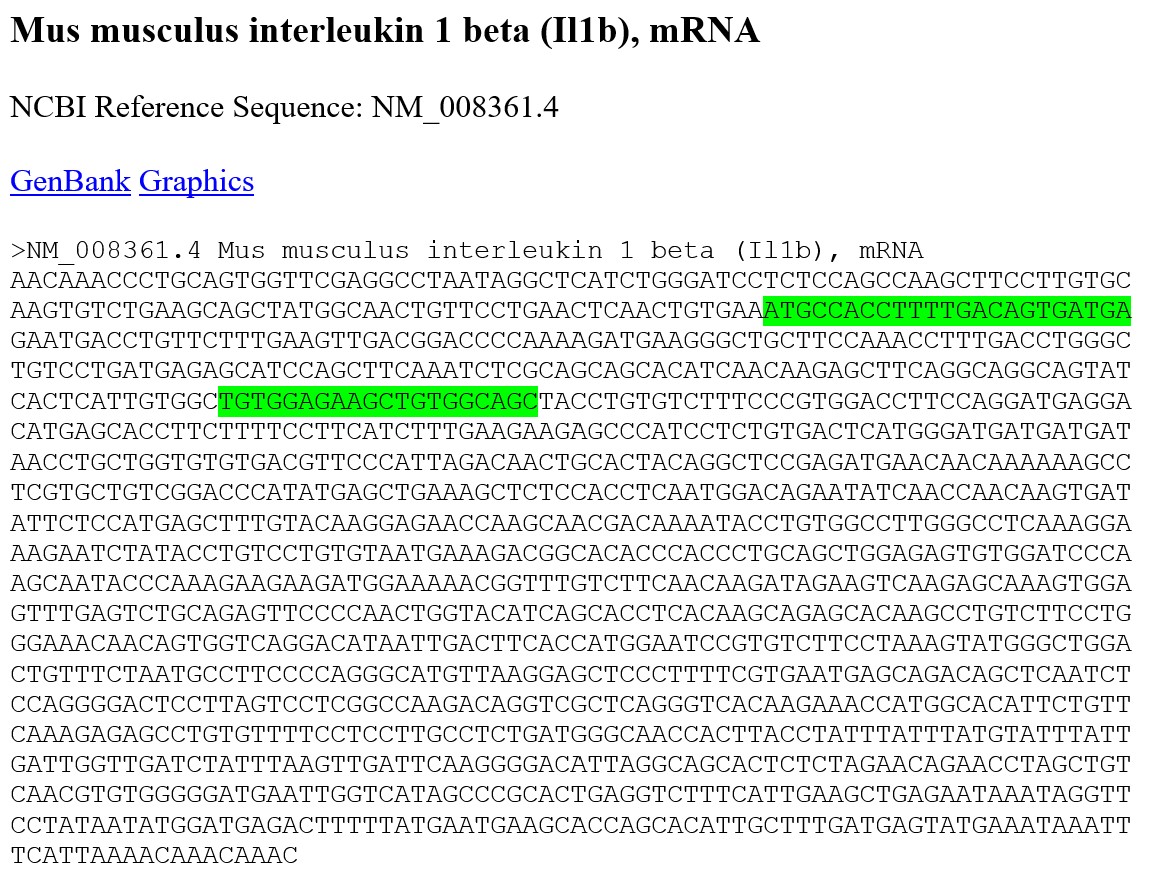 Mus musculus interleukin 1 beta (Il1b), mRNA
NCBI Reference Sequence: NM_008361.4
GenBank Graphics
>NM_008361.4 Mus musculus interleukin 1 beta (Il1b), mRNA
AACAAACCCTGCAGTGGTTCGAGGCCTAATAGGCTCATCTGGGATCCTCTCCAGCCAAGCTTCCTTGTGC
AAGTGTCTGAAGCAGCTATGGCAACTGTTCCTGAACTCAACTGTGAAATGCCACCTTTTGACAGTGATGA
GAATGACCTGTTCTTTGAAGTTGACGGACCCCAAAAGATGAAGGGCTGCTTCCAAACCTTTGACCTGGGC
TGTCCTGATGAGAGCATCCAGCTTCAAATCTCGCAGCAGCACATCAACAAGAGCTTCAGGCAGGCAGTAT
CACTCATTGTGGCTGTGGAGAAGCTGTGGCAGCTACCTGTGTCTTTCCCGTGGACCTTCCAGGATGAGGA
CATGAGCACCTTCTTTTCCTTCATCTTTGAAGAAGAGCCCATCCTCTGTGACTCATGGGATGATGATGAT
AACCTGCTGGTGTGTGACGTTCCCATTAGACAACTGCACTACAGGCTCCGAGATGAACAACAAAAAAGCC
TCGTGCTGTCGGACCCATATGAGCTGAAAGCTCTCCACCTCAATGGACAGAATATCAACCAACAAGTGAT
ATTCTCCATGAGCTTTGTACAAGGAGAACCAAGCAACGACAAAATACCTGTGGCCTTGGGCCTCAAAGGA
AAGAATCTATACCTGTCCTGTGTAATGAAAGACGGCACACCCACCCTGCAGCTGGAGAGTGTGGATCCCA
AGCAATACCCAAAGAAGAAGATGGAAAAACGGTTTGTCTTCAACAAGATAGAAGTCAAGAGCAAAGTGGA
GTTTGAGTCTGCAGAGTTCCCCAACTGGTACATCAGCACCTCACAAGCAGAGCACAAGCCTGTCTTCCTG
GGAAACAACAGTGGTCAGGACATAATTGACTTCACCATGGAATCCGTGTCTTCCTAAAGTATGGGCTGGA
CTGTTTCTAATGCCTTCCCCAGGGCATGTTAAGGAGCTCCCTTTTCGTGAATGAGCAGACAGCTCAATCT
CCAGGGGACTCCTTAGTCCTCGGCCAAGACAGGTCGCTCAGGGTCACAAGAAACCATGGCACATTCTGTT
CAAAGAGAGCCTGTGTTTTCCTCCTTGCCTCTGATGGGCAACCACTTACCTATTTATTTATGTATTTATT
GATTGGTTGATCTATTTAAGTTGATTCAAGGGGACATTAGGCAGCACTCTCTAGAACAGAACCTAGCTGT
CAACGTGTGGGGGATGAATTGGTCATAGCCCGCACTGAGGTCTTTCATTGAAGCTGAGAATAAATAGGTT
CCTATAATATGGATGAGACTTTTTATGAATGAAGCACCAGCACATTGCTTTGATGAGTATGAAATAAATT
TCATTAAAACAAACAAAC